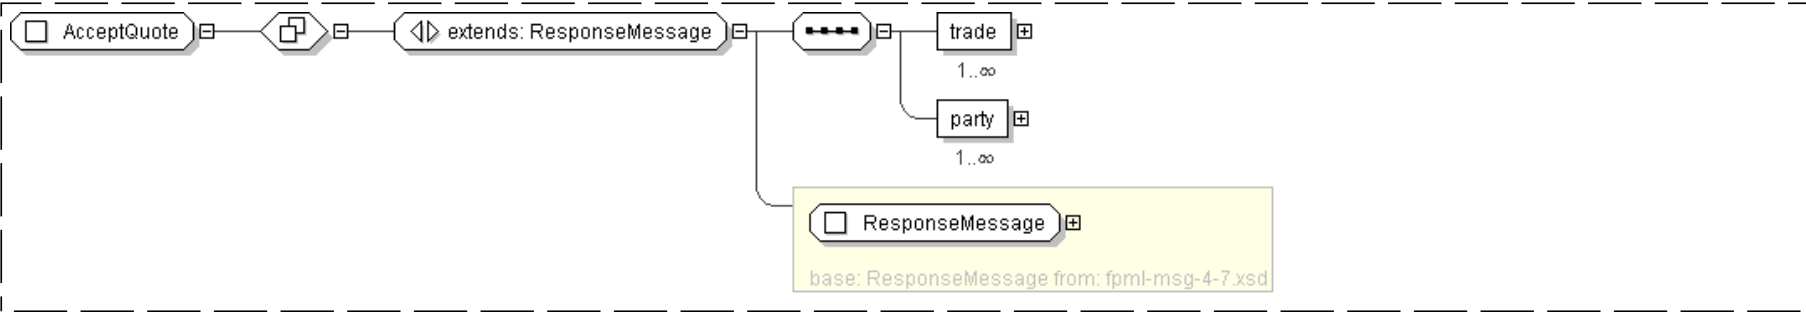 AcceptQuote
extends: ResponseMessage
trade
1..∞
party
1..∞
ResponseMessage
base: ResponseMessage from: fpml-msg-4-7.xsd